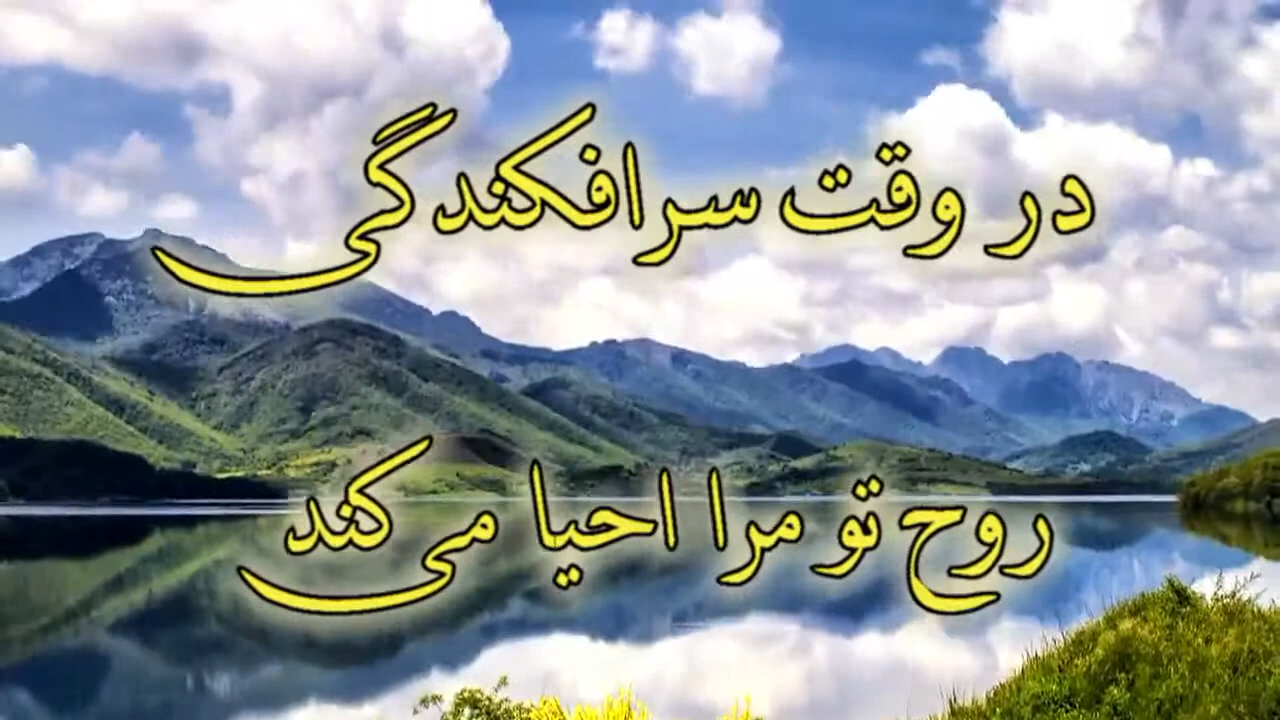 در وقت سرافکندگی
روح تو مرا احیا می‌کند